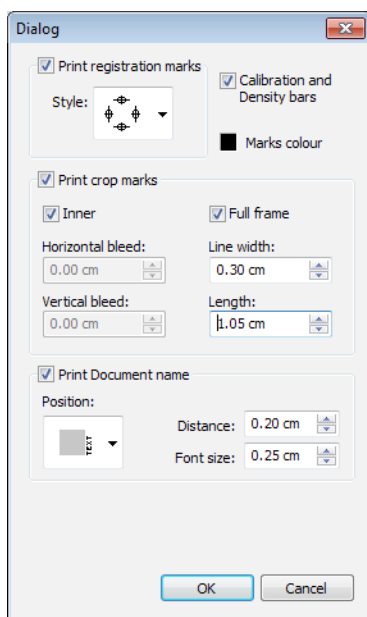 Dialog
Print registration marks
Style:
Calibration and
Density bars
Marks colour
Print crop marks
Inner
Full frame
Horizontal bleed:
Line width:
0.00 cm
0.30 cm
Vertical bleed:
Length:
0.00 cm
1.05 cm
Print Document name
Position:
TEXT
Distance:
0.20 cm
Font size:
0.25 cm
OK
Cancel